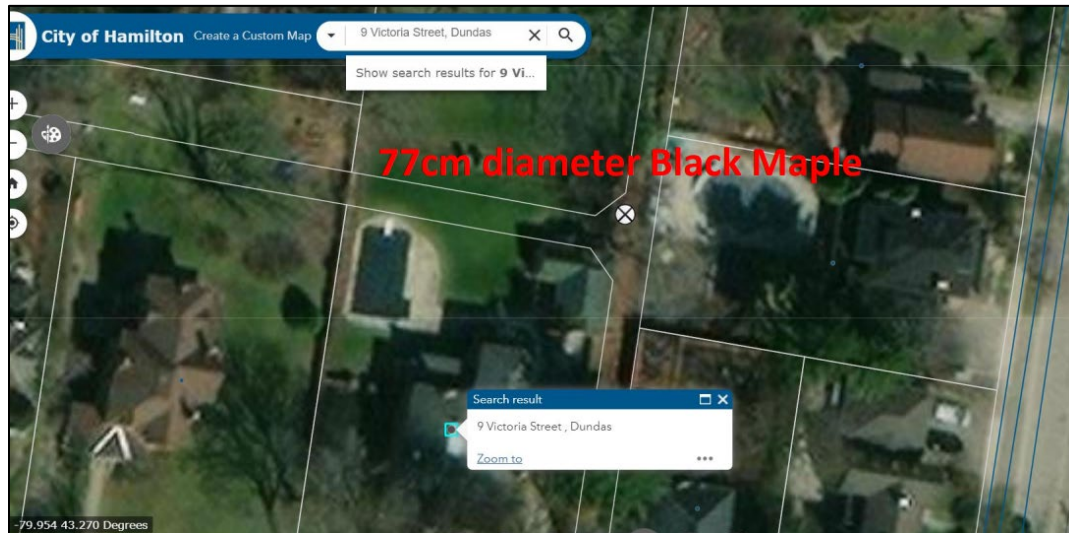 City of Hamilton Create a Custom Map 9 Victoria Street, Dundas
Show search results for 9 Vi...
77cm diameter Black Maple
Search result
9 Victoria Street , Dundas
Zoom to
-79.954 43.270 Degrees